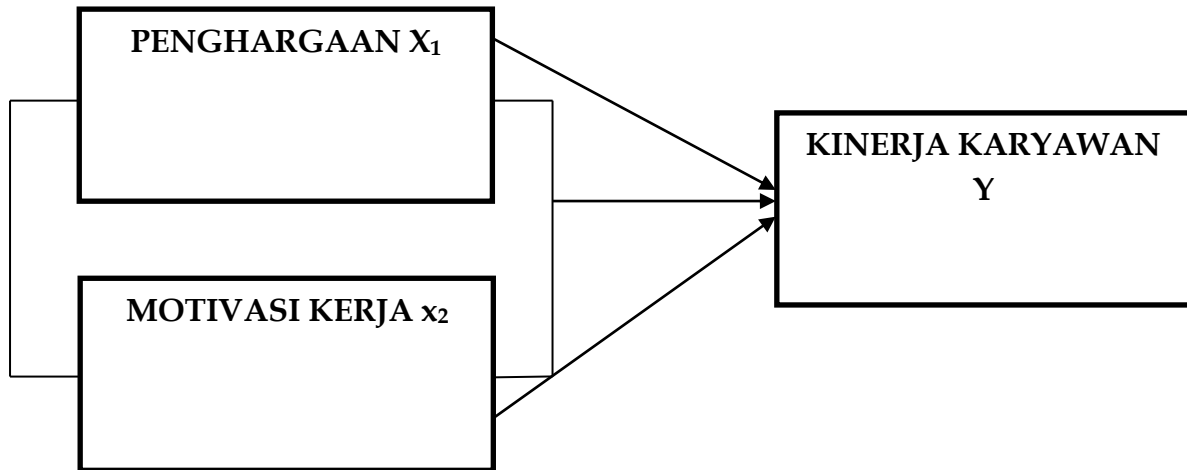 PENGHARGAAN X₁
KINERJA KARYAWAN
Y
MOTIVASI KERJA x₂